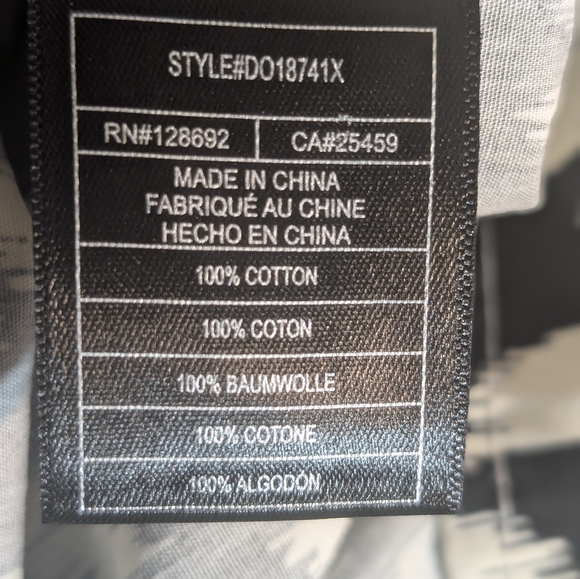 STYLE#DO18741X
RN#128692 CA#25459
MADE IN CHINA
FABRIQUÉ AU CHINE
HECHO EN CHINA
100% COTTON
100% COTON
100% BAUMWOLLE
100% COTONE
100% ALGODÓN